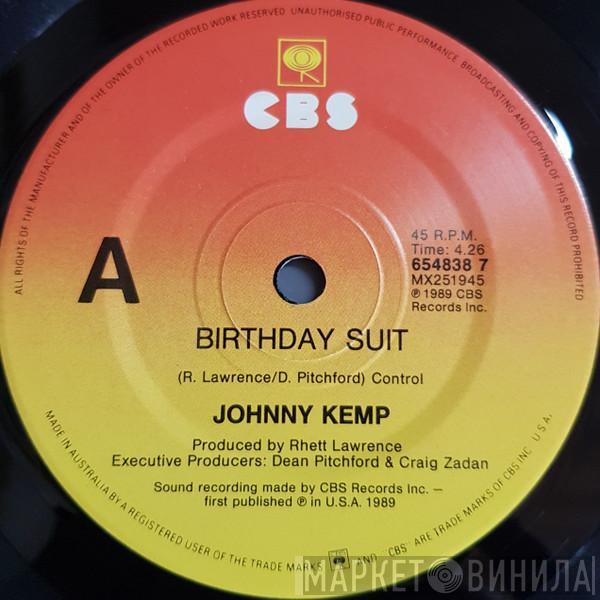 ALL RIGHTS OF THE MANUFACTURER AND OF THE OWNER OF THE RECORDED WORK RESERVED UNAUTHORISED PUBLIC PERFORMANCE BROADCASTING AND COPYING OF THIS RECORD PROHIBITED
CBS
A
45 R.P.M.
Time: 4.26
654838 7
MX251945
℗ 1989 CBS
Records Inc.
BIRTHDAY SUIT
(R. Lawrence/D. Pitchford) Control
JOHNNY KEMP
Produced by Rhett Lawrence
Executive Producers: Dean Pitchford & Craig Zadan
Sound recording made by CBS Records Inc. –
first published ℗ in U.S.A. 1989
MADE IN AUSTRALIA BY A REGISTERED USER OF THE TRADE MARKS AND "CBS" ARE TRADE MARKS OF CBS INC. U.S.A.
МАРКЕТ ВИНИЛА